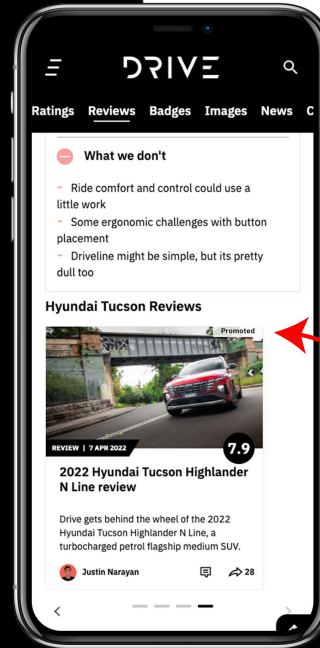 DRIVE
Ratings Reviews Badges Images News C
What we don't
- Ride comfort and control could use a
little work
- Some ergonomic challenges with button
placement
- Driveline might be simple, but its pretty
dull too
Hyundai Tucson Reviews
Promoted
REVIEW | 7 APR 2022
7.9
2022 Hyundai Tucson Highlander
N Line review
Drive gets behind the wheel of the 2022
Hyundai Tucson Highlander N Line, a
turbocharged petrol flagship medium SUV.
Justin Narayan 28